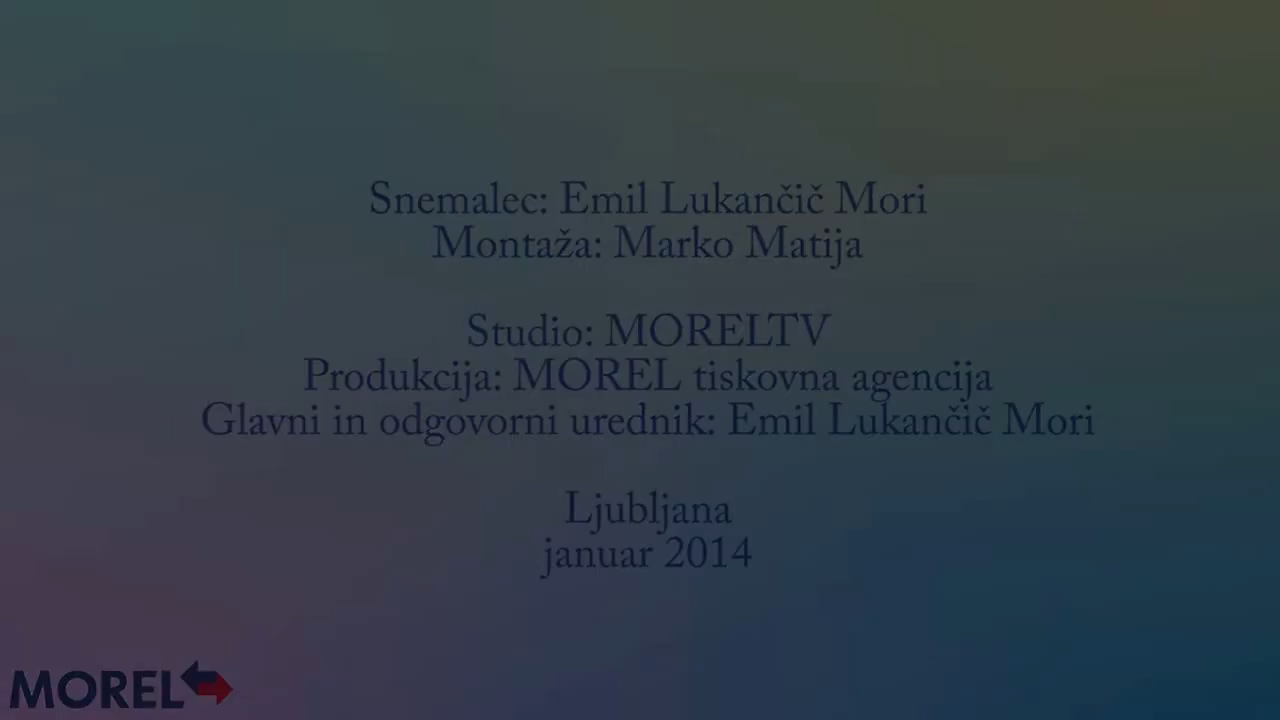 Snemalec: Emil Lukančič Mori
Montaža: Marko Matija
Studio: MORELTV
Produkcija: MOREL tiskovna agencija
Glavni in odgovorni urednik: Emil Lukančič Mori
Ljubljana
januar 2014
MOREL